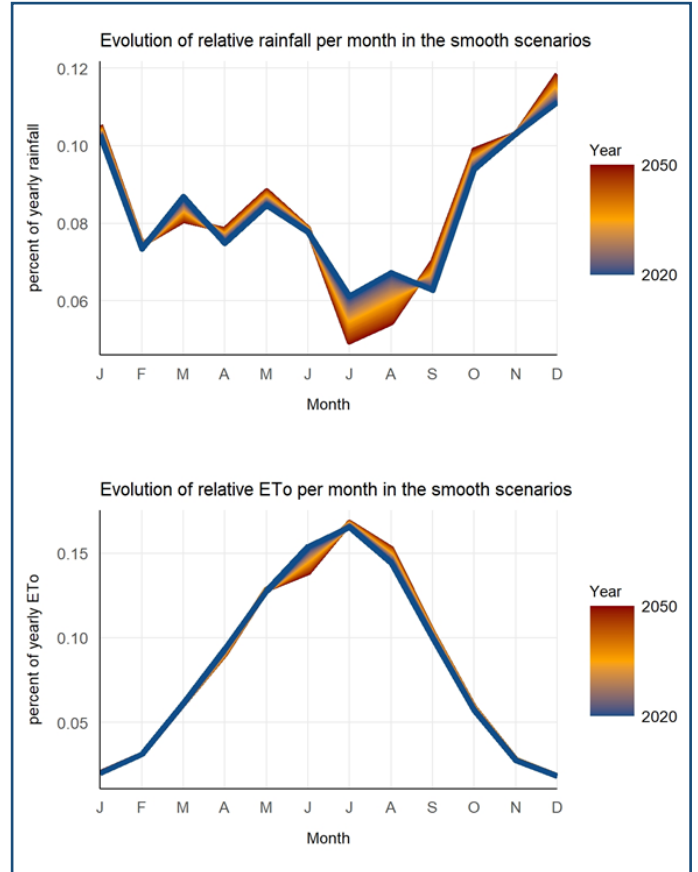 Evolution of relative rainfall per month in the smooth scenarios
percent of yearly rainfall
0.12
0.10
0.08
0.06
J F M A M J J A S O N D
Month
Year
2050
2020
Evolution of relative ETo per month in the smooth scenarios
percent of yearly ETo
0.15
0.10
0.05
J F M A M J J A S O N D
Month
Year
2050
2020